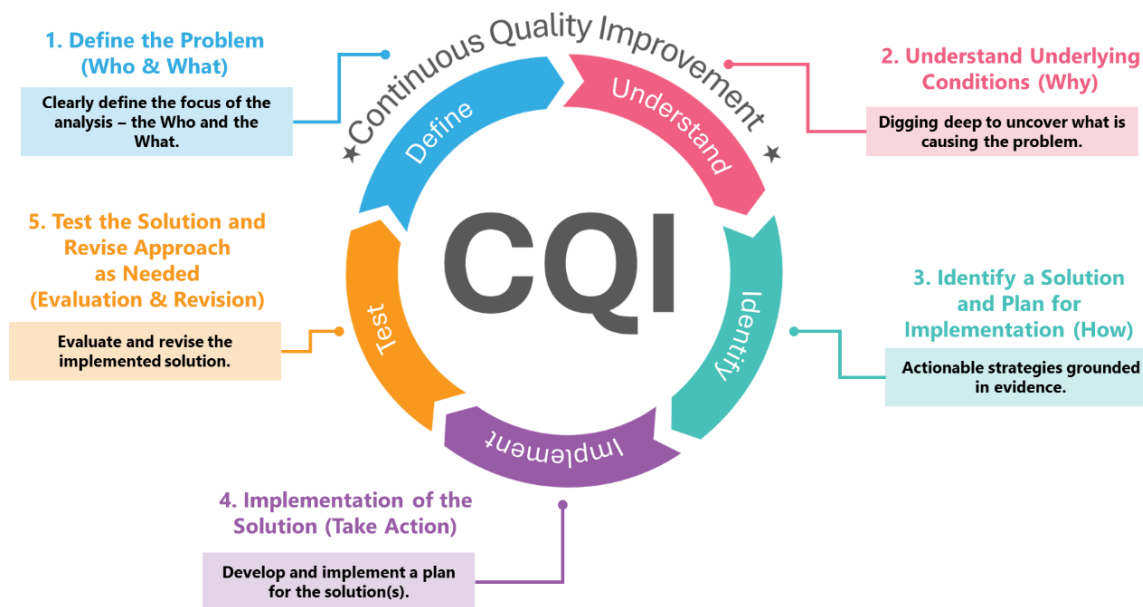 ★ Continuous Quality Improvement ★
1. Define the Problem
(Who & What)
Clearly define the focus of the
analysis – the Who and the
What.
Define
Understand
2. Understand Underlying
Conditions (Why)
Digging deep to uncover what is
causing the problem.
CQI
Identify
3. Identify a Solution
and Plan for
Implementation (How)
Actionable strategies grounded
in evidence.
Implement
4. Implementation of the
Solution (Take Action)
Develop and implement a plan
for the solution(s).
Test
5. Test the Solution and
Revise Approach
as Needed
(Evaluation & Revision)
Evaluate and revise the
implemented solution.